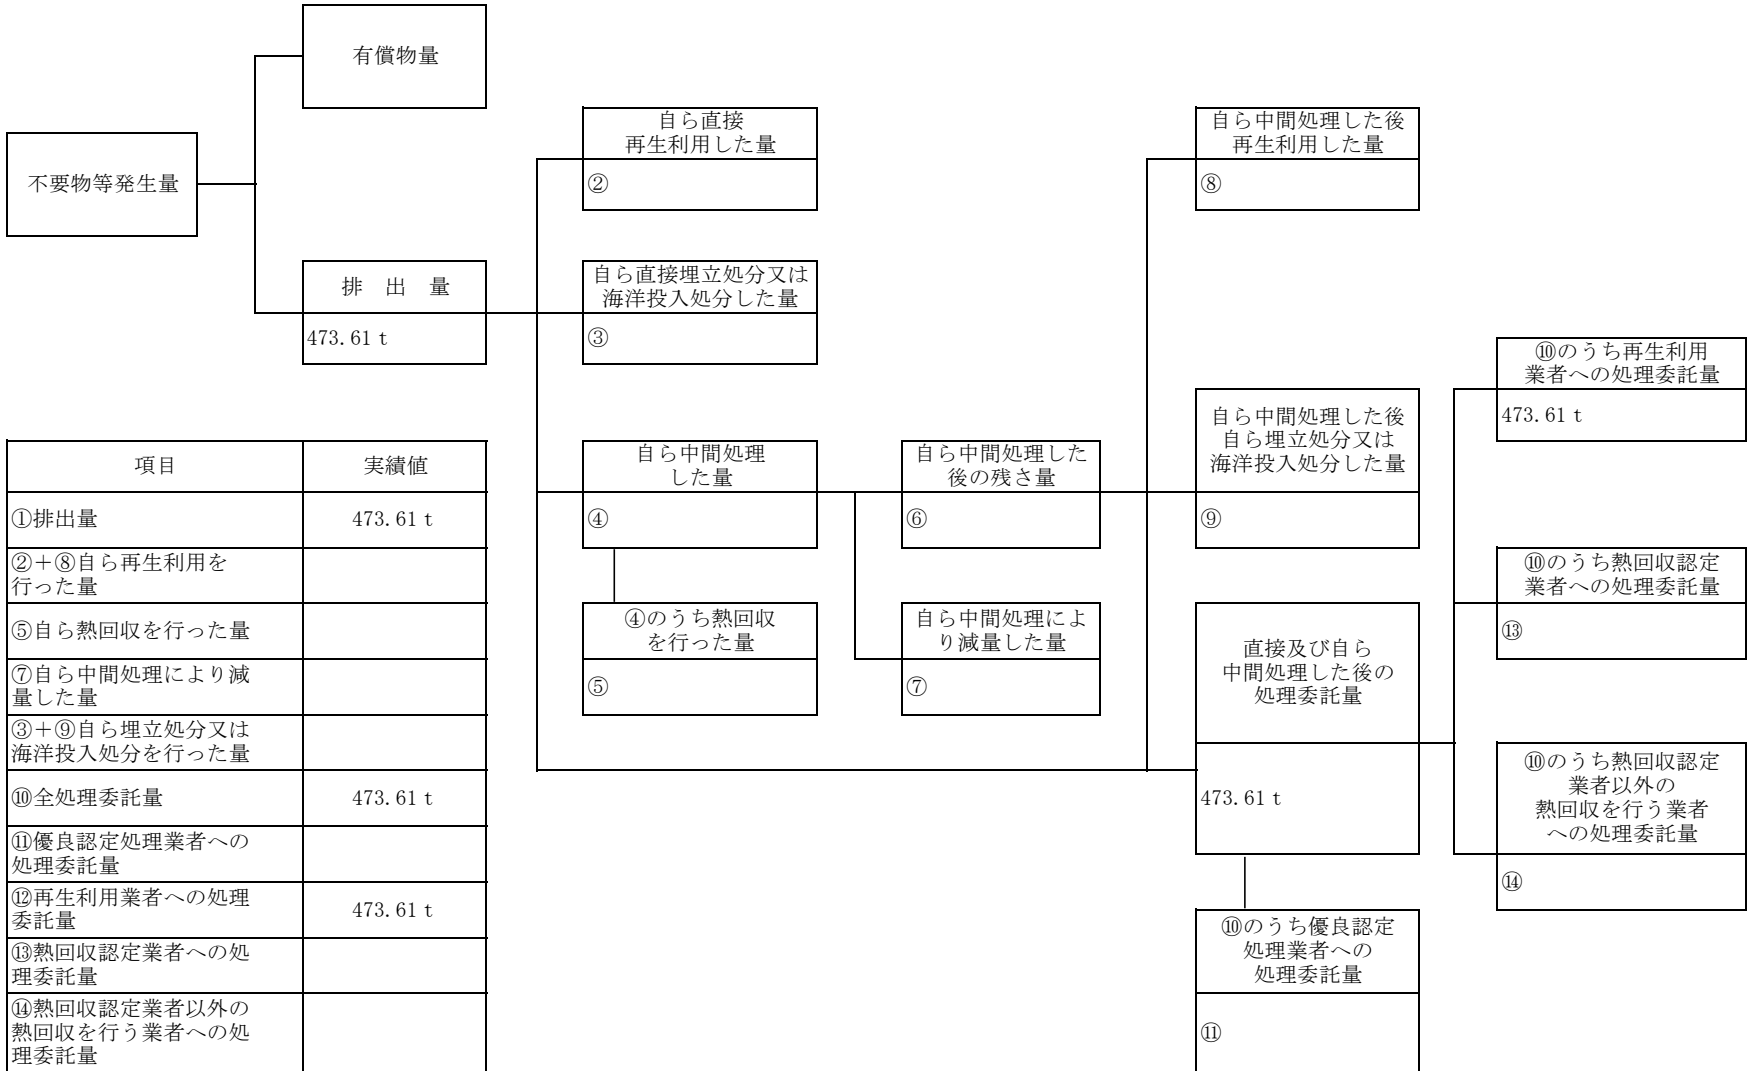 有償物量
不要物等発生量
排 出 量
473.61 t
自ら直接
再生利用した量
②
自ら直接埋立処分又は
海洋投入処分した量
③
自ら中間処理
した量
④
④のうち熱回収
を行った量
⑤
自ら中間処理した
後の残さ量
⑥
自ら中間処理によ
り減量した量
⑦
自ら中間処理した後
再生利用した量
⑧
自ら中間処理した後
自ら埋立処分又は
海洋投入処分した量
⑨
直接及び自ら
中間処理した後の
処理委託量
473.61 t
⑩のうち優良認定
処理業者への
処理委託量
⑪
⑩のうち再生利用
業者への処理委託量
473.61 t
⑩のうち熱回収認定
業者への処理委託量
⑬
⑩のうち熱回収認定
業者以外の
熱回収を行う業者
への処理委託量
⑭
項目 実績値
①排出量 473.61 t
②+⑧自ら再生利用を
行った量
⑤自ら熱回収を行った量
⑦自ら中間処理により減
量した量
③+⑨自ら埋立処分又は
海洋投入処分を行った量
⑩全処理委託量 473.61 t
⑪優良認定処理業者への
処理委託量
⑫再生利用業者への処理
委託量 473.61 t
⑬熱回収認定業者への処
理委託量
⑭熱回収認定業者以外の
熱回収を行う業者への処
理委託量